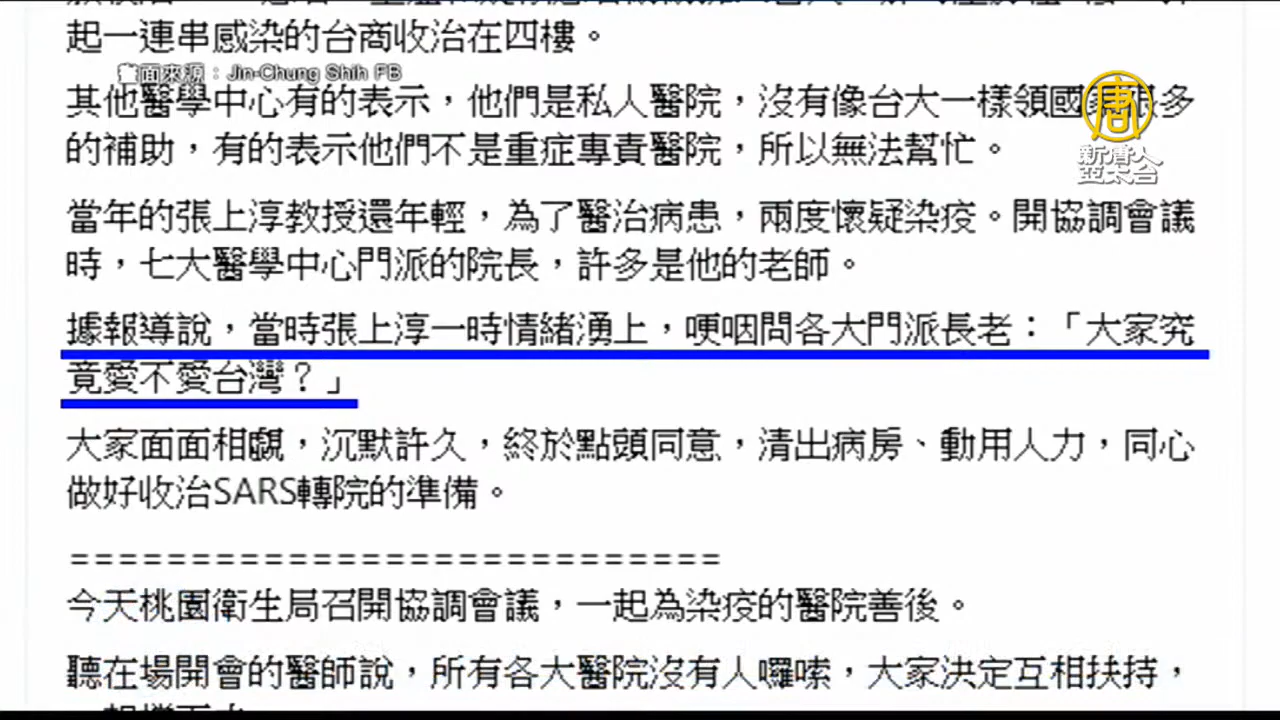 起一連串感染的台商收治在四樓。
畫面來源：Jin-Chung Shih FB
其他醫學中心有的表示，他們是私人醫院，沒有像台大一樣領國家很多
的補助，有的表示他們不是重症專責醫院，所以無法幫忙。
新唐人
亞太台
當年的張上淳教授還年輕，為了醫治病患，兩度懷疑染疫。開協調會議
時，七大醫學中心門派的院長，許多是他的老師。
據報導說，當時張上淳一時情緒湧上，哽咽問各大門派長老：「大家究
竟愛不愛台灣？」
大家面面相覷，沉默許久，終於點頭同意，清出病房、動用人力，同心
做好收治SARS轉院的準備。
===========================
今天桃園衛生局召開協調會議，一起為染疫的醫院善後。
聽在場開會的醫師說，所有各大醫院沒有人囉嗦，大家決定互相扶持，